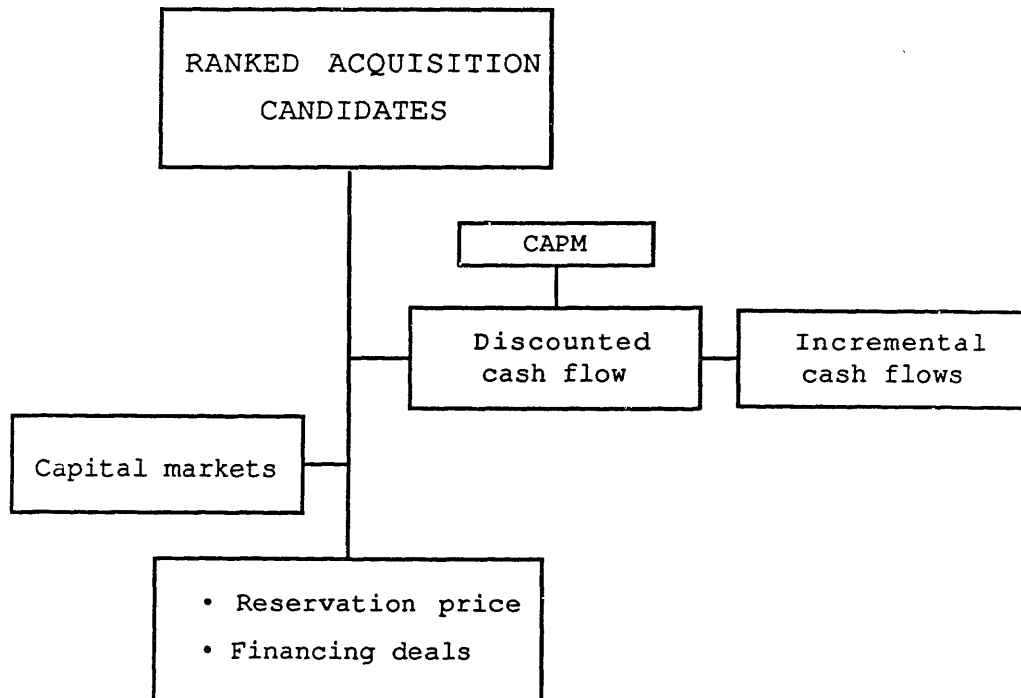 RANKED ACQUISITION
CANDIDATES
CAPM
Discounted
cash flow
Incremental
cash flows
Capital markets
• Reservation price
• Financing deals